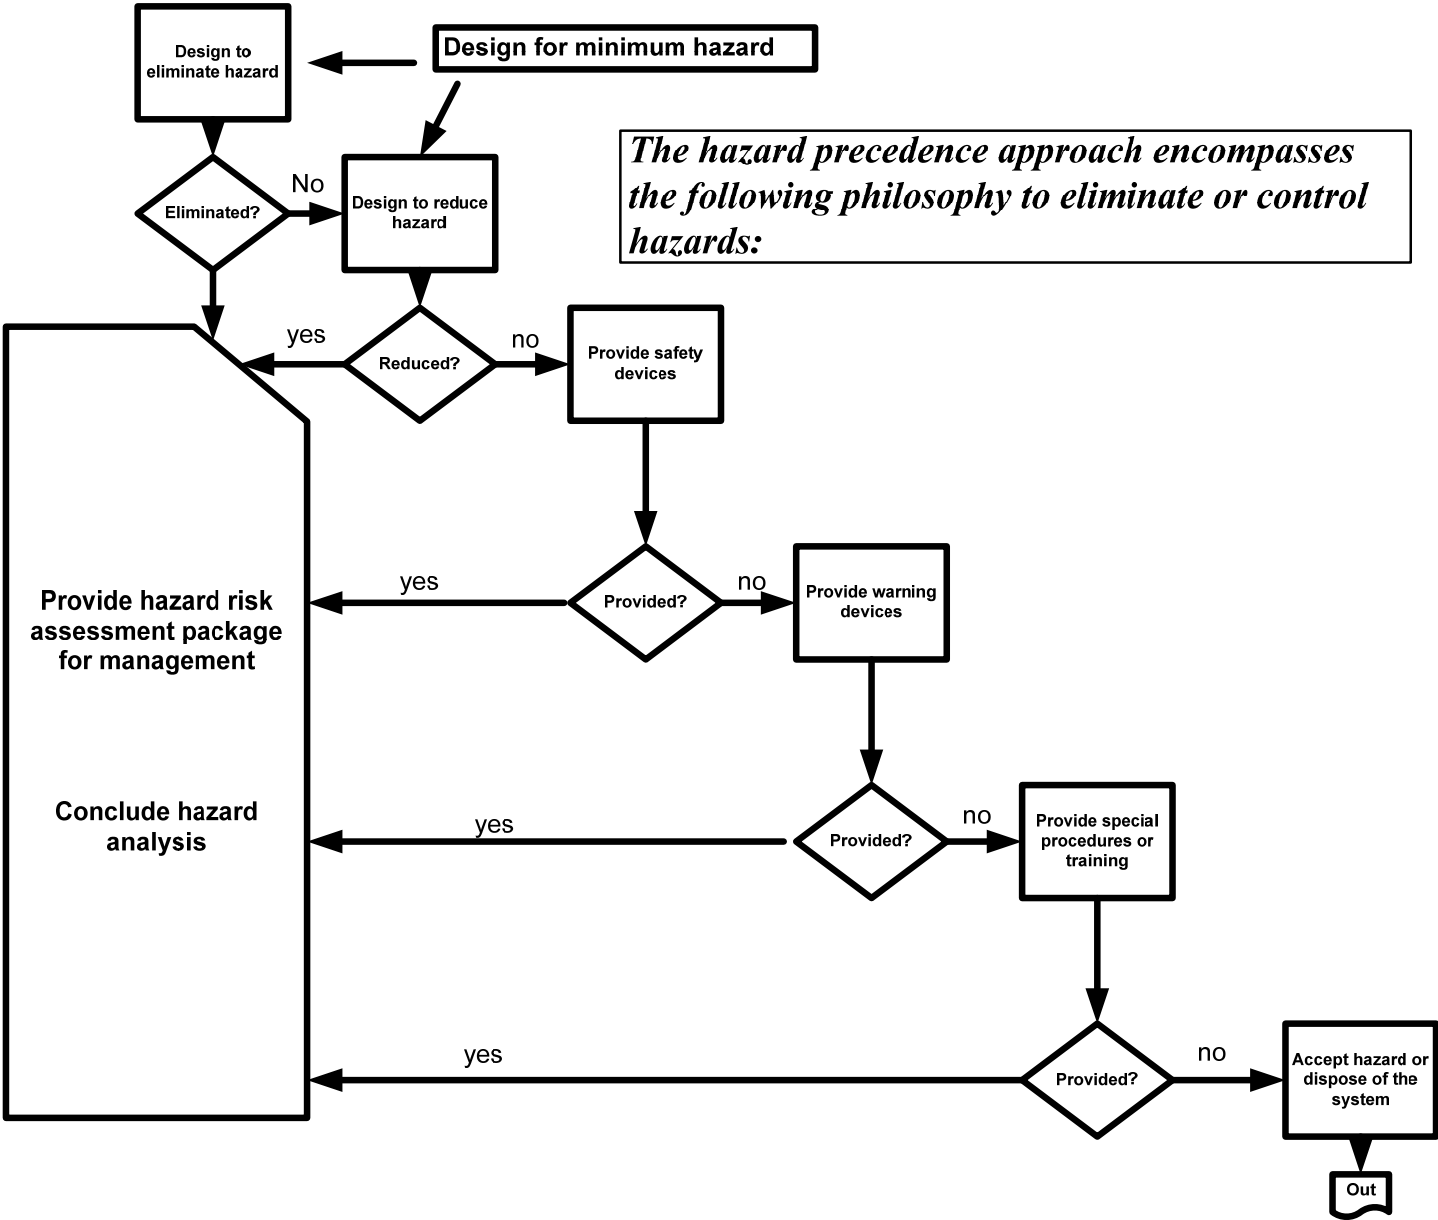 Design to
eliminate hazard
Design for minimum hazard
The hazard precedence approach encompasses
the following philosophy to eliminate or control
hazards:
Eliminated?
No
Design to reduce
hazard
yes
Reduced?
no
Provide safety
devices
yes
Provided?
no
Provide warning
devices
Provide hazard risk
assessment package
for management
Conclude hazard
analysis
yes
Provided?
no
Provide special
procedures or
training
yes
Provided?
no
Accept hazard or
dispose of the
system
Out